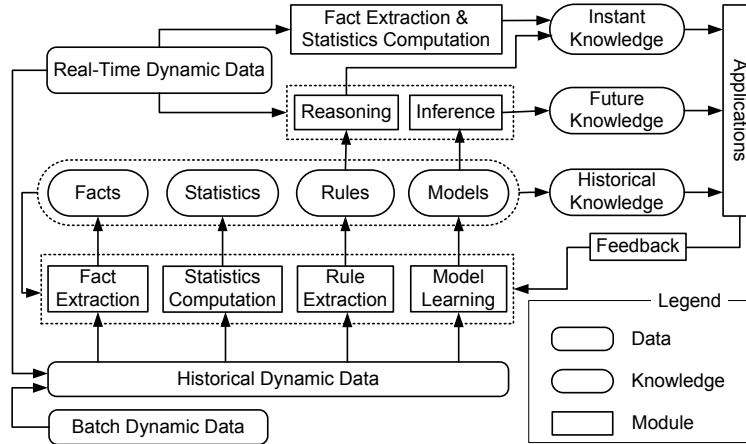 Fact Extraction &
Statistics Computation
Instant
Knowledge
Real-Time Dynamic Data
Applications
Reasoning
Inference
Future
Knowledge
Facts
Statistics
Rules
Models
Historical
Knowledge
Feedback
Fact
Extraction
Statistics
Computation
Rule
Extraction
Model
Learning
Legend
Data
Historical Dynamic Data
Knowledge
Batch Dynamic Data
Module